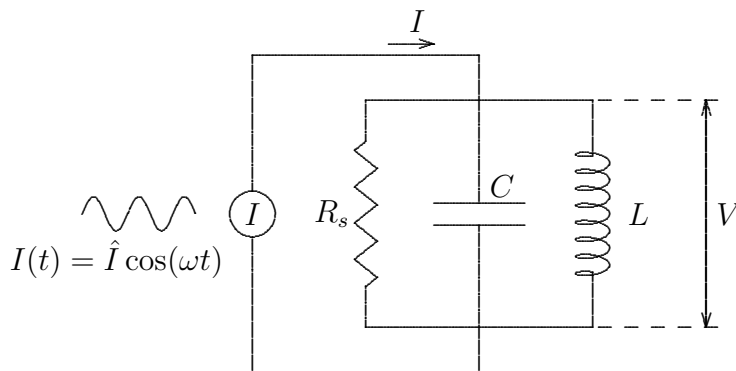 I
C
I
R_s
L
V
I(t) = Î cos(ωt)